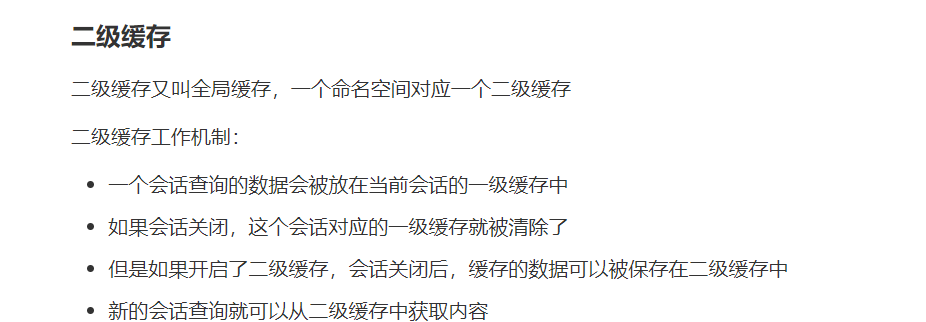 二级缓存
二级缓存又叫全局缓存，一个命名空间对应一个二级缓存
二级缓存工作机制：
一个会话查询的数据会被放在当前会话的一级缓存中
如果会话关闭，这个会话对应的一级缓存就被清除了
但是如果开启了二级缓存，会话关闭后，缓存的数据可以被保存在二级缓存中
新的会话查询就可以从二级缓存中获取内容